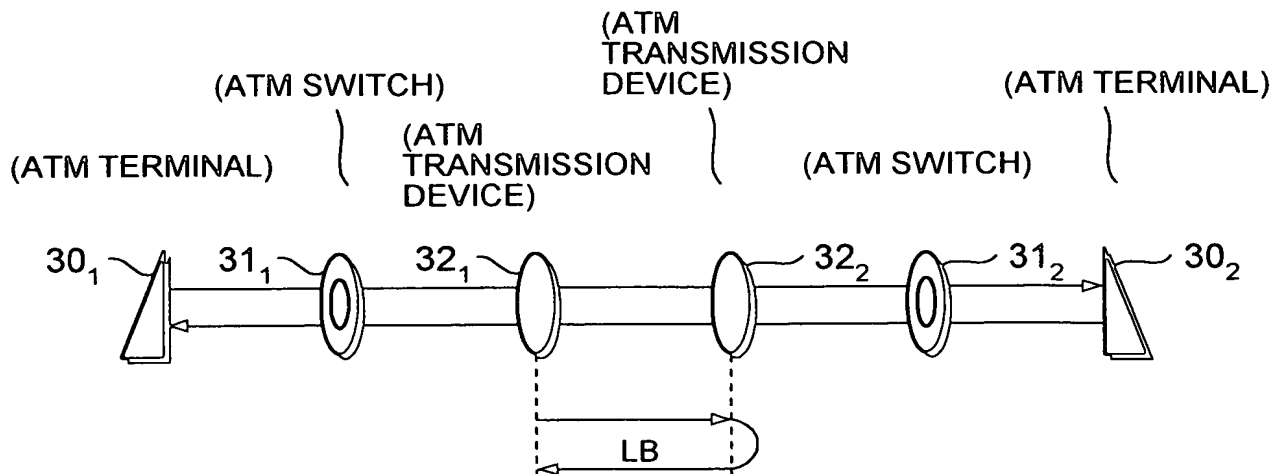 (ATM
TRANSMISSION
DEVICE)
(ATM SWITCH)
(ATM TERMINAL)
(ATM
TRANSMISSION
DEVICE)
(ATM SWITCH)
(ATM TERMINAL)
30₁ 31₁ 32₁ 32₂ 31₂ 30₂
LB